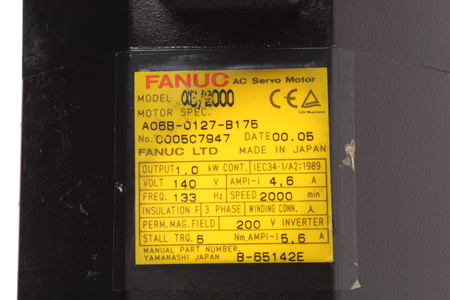 FANUC AC Servo Motor
MODEL αC6/2000
MOTOR SPEC.
A06B-0127-B175
No. C005C7947 DATE 00.05
FANUC LTD MADE IN JAPAN
OUTPUT 1.0 kW CONT. IEC34-1/A2:1989
VOLT 140 V AMP(~) 4,6 A
FREQ. 133 Hz SPEED 2000 min⁻¹
INSULATION F 3 PHASE WINDING CONN. 人
PERM.MAG.FIELD 200 V INVERTER
STALL TRQ. 6 Nm,AMP(~) 5,6 A
MANUAL PART NUMBER.
YAMANASHI JAPAN B-65142E